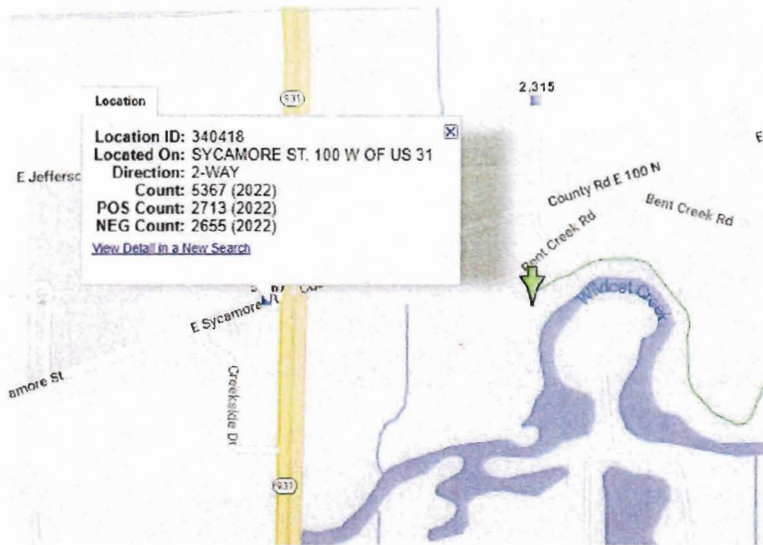 931
2,315
Location
Location ID: 340418
Located On: SYCAMORE ST. 100 W OF US 31
Direction: 2-WAY
Count: 5367 (2022)
POS Count: 2713 (2022)
NEG Count: 2655 (2022)
View Detail in a New Search
E Jeffersc
E
County Rd E 100 N
Bent Creek Rd
Bent Creek Rd
Wildcat Creek
E Sycamore
amore St
Creekside Dr
931